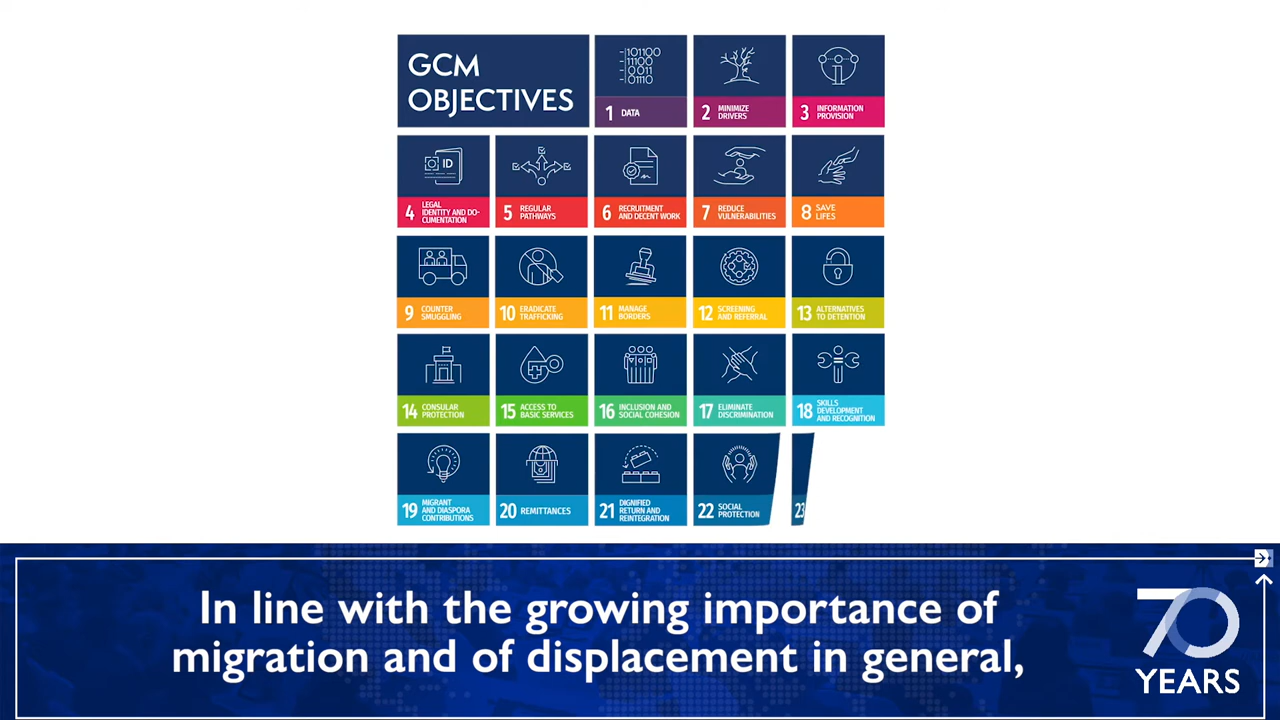 GCM
OBJECTIVES
101100
11100
0011
01110
1 DATA
2 MINIMIZE
DRIVERS
3 INFORMATION
PROVISION
ID
4 LEGAL
IDENTITY AND DO-
CUMENTATION
5 REGULAR
PATHWAYS
6 RECRUITMENT
AND DECENT WORK
7 REDUCE
VULNERABILITIES
8 SAVE
LIFES
9 COUNTER
SMUGGLING
10 ERADICATE
TRAFFICKING
11 MANAGE
BORDERS
12 SCREENING
AND REFERRAL
13 ALTERNATIVES
TO DETENTION
14 CONSULAR
PROTECTION
15 ACCESS TO
BASIC SERVICES
16 INCLUSION AND
SOCIAL COHESION
17 ELIMINATE
DISCRIMINATION
18 SKILLS
DEVELOPMENT
AND RECOGNITION
19 MIGRANT
AND DIASPORA
CONTRIBUTIONS
20 REMITTANCES
21 DIGNIFIED
RETURN AND
REINTEGRATION
22 SOCIAL
PROTECTION
23
In line with the growing importance of
migration and of displacement in general,
70
YEARS